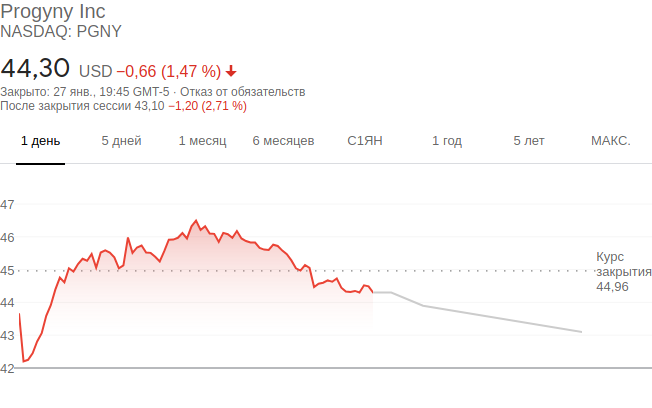 Progyny Inc
NASDAQ: PGNY
44,30 USD −0,66 (1,47 %)
Закрыто: 27 янв., 19:45 GMT-5 · Отказ от обязательств
После закрытия сессии 43,10 −1,20 (2,71 %)
1 день 5 дней 1 месяц 6 месяцев С1ЯН 1 год 5 лет МАКС.
47
46
Курс
45 закрытия
44,96
44
43
42